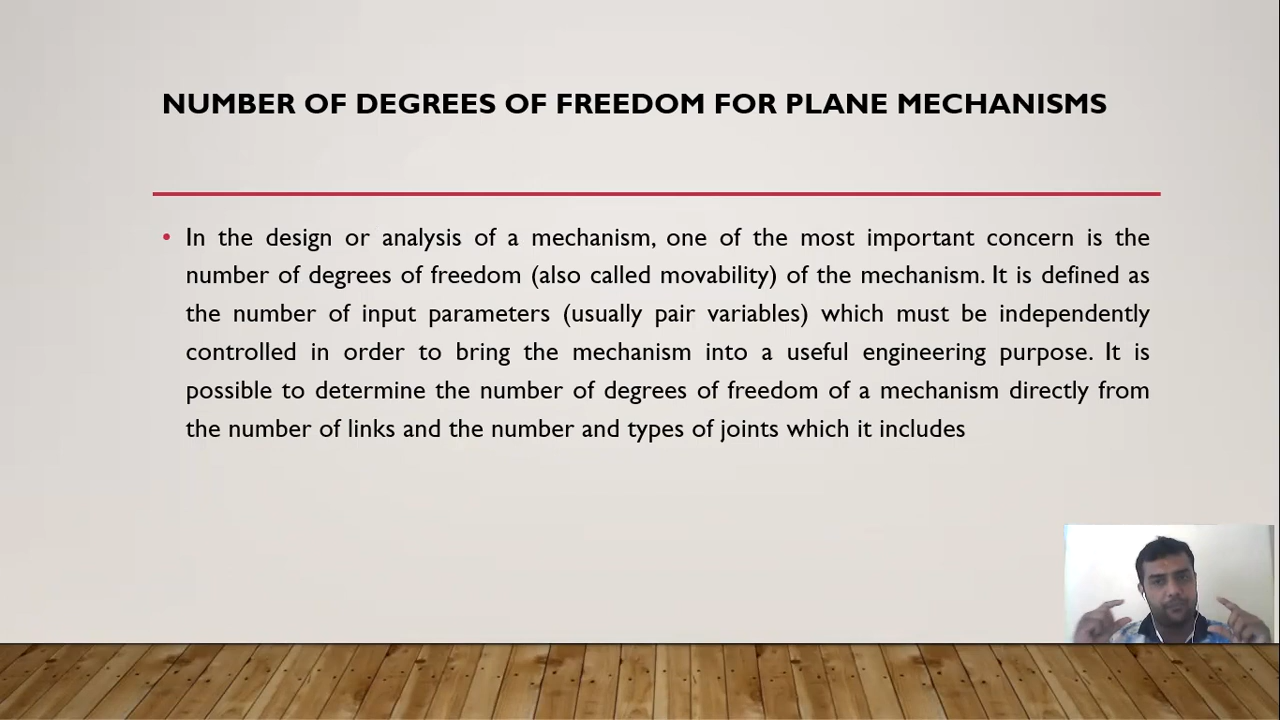 NUMBER OF DEGREES OF FREEDOM FOR PLANE MECHANISMS
• In the design or analysis of a mechanism, one of the most important concern is the
number of degrees of freedom (also called movability) of the mechanism. It is defined as
the number of input parameters (usually pair variables) which must be independently
controlled in order to bring the mechanism into a useful engineering purpose. It is
possible to determine the number of degrees of freedom of a mechanism directly from
the number of links and the number and types of joints which it includes